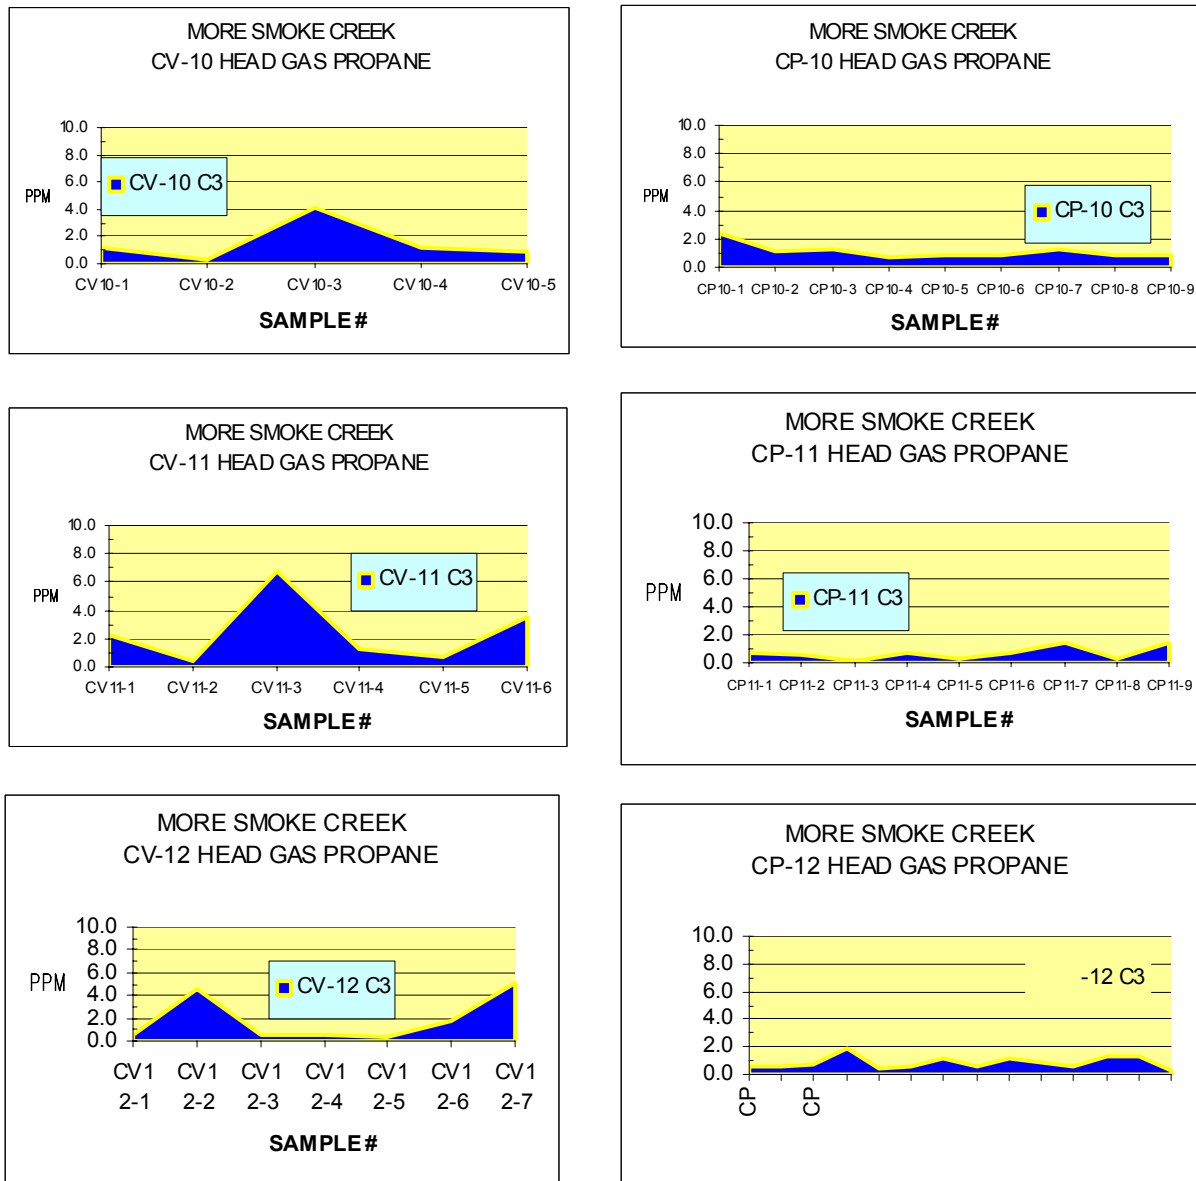 MORE SMOKE CREEK
CV-10 HEAD GAS PROPANE
10.0
8.0
6.0
4.0
2.0
0.0
PPM
CV-10 C3
CV10-1 CV10-2 CV10-3 CV10-4 CV10-5
SAMPLE#
MORE SMOKE CREEK
CP-10 HEAD GAS PROPANE
10.0
8.0
6.0
4.0
2.0
0.0
PPM
CP-10 C3
CP10-1 CP10-2 CP10-3 CP10-4 CP10-5 CP10-6 CP10-7 CP10-8 CP10-9
SAMPLE#
MORE SMOKE CREEK
CV-11 HEAD GAS PROPANE
10.0
8.0
6.0
4.0
2.0
0.0
PPM
CV-11 C3
CV11-1 CV11-2 CV11-3 CV11-4 CV11-5 CV11-6
SAMPLE#
MORE SMOKE CREEK
CP-11 HEAD GAS PROPANE
10.0
8.0
6.0
4.0
2.0
0.0
PPM
CP-11 C3
CP11-1 CP11-2 CP11-3 CP11-4 CP11-5 CP11-6 CP11-7 CP11-8 CP11-9
SAMPLE#
MORE SMOKE CREEK
CV-12 HEAD GAS PROPANE
10.0
8.0
6.0
4.0
2.0
0.0
PPM
CV-12 C3
CV1 CV1 CV1 CV1 CV1 CV1 CV1
2-1 2-2 2-3 2-4 2-5 2-6 2-7
SAMPLE#
MORE SMOKE CREEK
CP-12 HEAD GAS PROPANE
10.0
8.0
6.0
4.0
2.0
0.0
-12 C3
CP CP